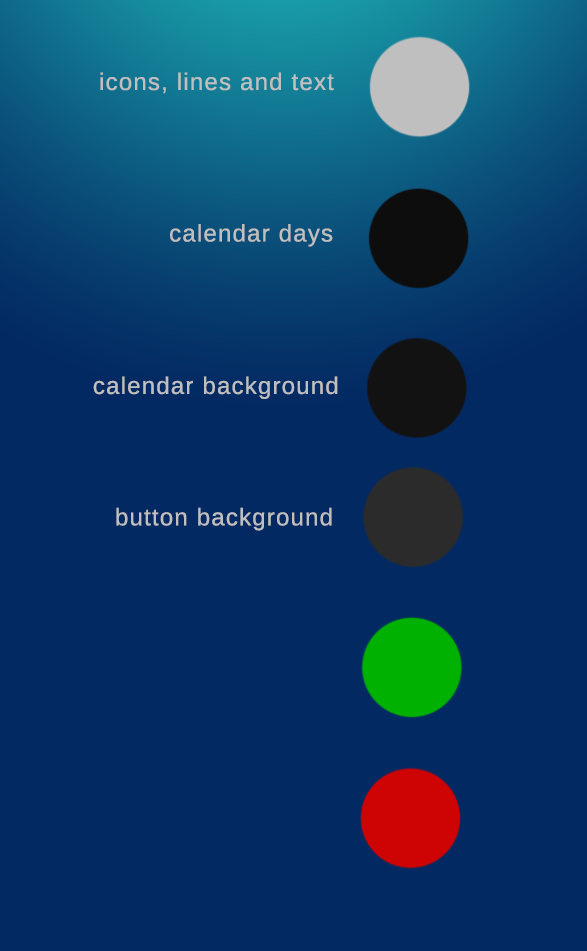 icons, lines and text
calendar days
calendar background
button background